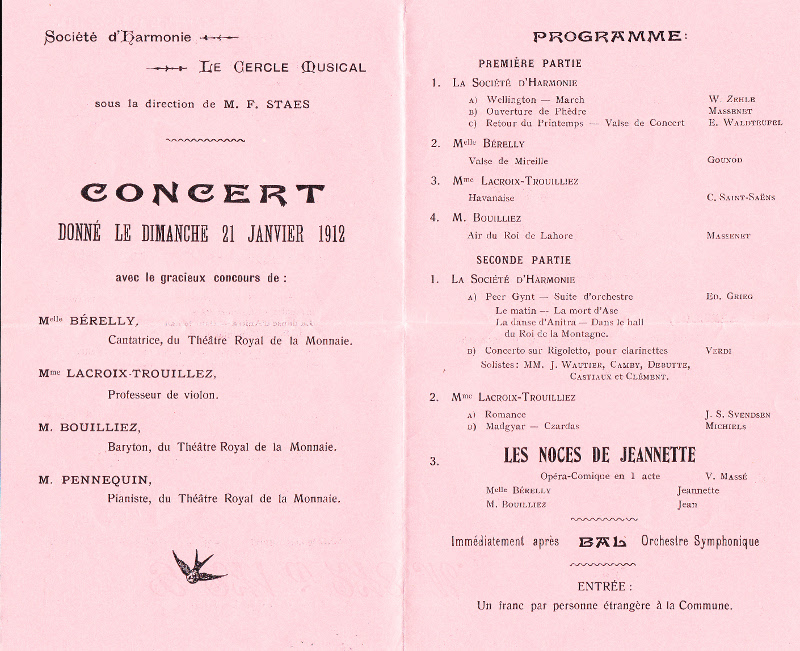 Société d'Harmonie
Le Cercle Musical
sous la direction de M. F. STAES
CONCERT
DONNÉ LE DIMANCHE 21 JANVIER 1912
avec le gracieux concours de :
Melle BÉRELLY,
Cantatrice, du Théâtre Royal de la Monnaie.
Mme LACROIX-TROUILLEZ,
Professeur de violon.
M. BOUILLIEZ,
Baryton, du Théâtre Royal de la Monnaie.
M. PENNEQUIN,
Pianiste, du Théâtre Royal de la Monnaie.
PROGRAMME:
PREMIÈRE PARTIE
1. La Société d'Harmonie
A) Wellington — March W. Zehle
B) Ouverture de Phèdre Massenet
C) Retour du Printemps — Valse de Concert E. Waldteufel
2. Melle Bérelly
Valse de Mireille Gounod
3. Mme Lacroix-Trouilliez
Havanaise C. Saint-Saëns
4. M. Bouilliez
Air du Roi de Lahore Massenet
SECONDE PARTIE
1. La Société d'Harmonie
A) Peer Gynt — Suite d'orchestre Ed. Grieg
Le matin — La mort d'Ase
La danse d'Anitra — Dans le hall
du Roi de la Montagne.
B) Concerto sur Rigoletto, pour clarinettes Verdi
Solistes: MM. J. Wautier, Camby, Debutte,
Castiaux et Clément.
2. Mme Lacroix-Trouilliez
A) Romance J. S. Svendsen
B) Madgyar — Czardas Michiels
3. LES NOCES DE JEANNETTE
Opéra-Comique en 1 acte V. Massé
Melle Bérelly Jeannette
M. Bouilliez Jean
Immédiatement après BAL Orchestre Symphonique
ENTRÉE :
Un franc par personne étrangère à la Commune.